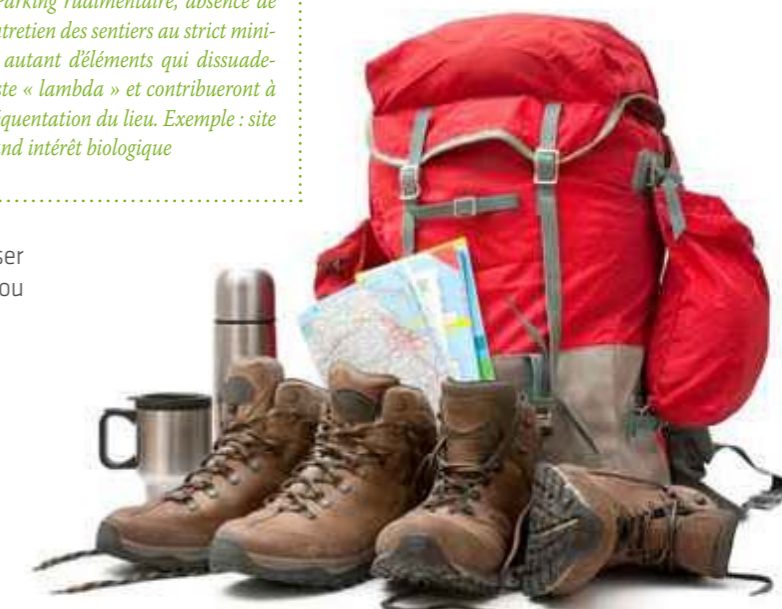 Parking rudimentaire, absence de
ntretien des sentiers au strict mini-
autant d'éléments qui dissuade-
ste « lambda » et contribueront à
équentation du lieu. Exemple : site
nd intérêt biologique
ser
ou